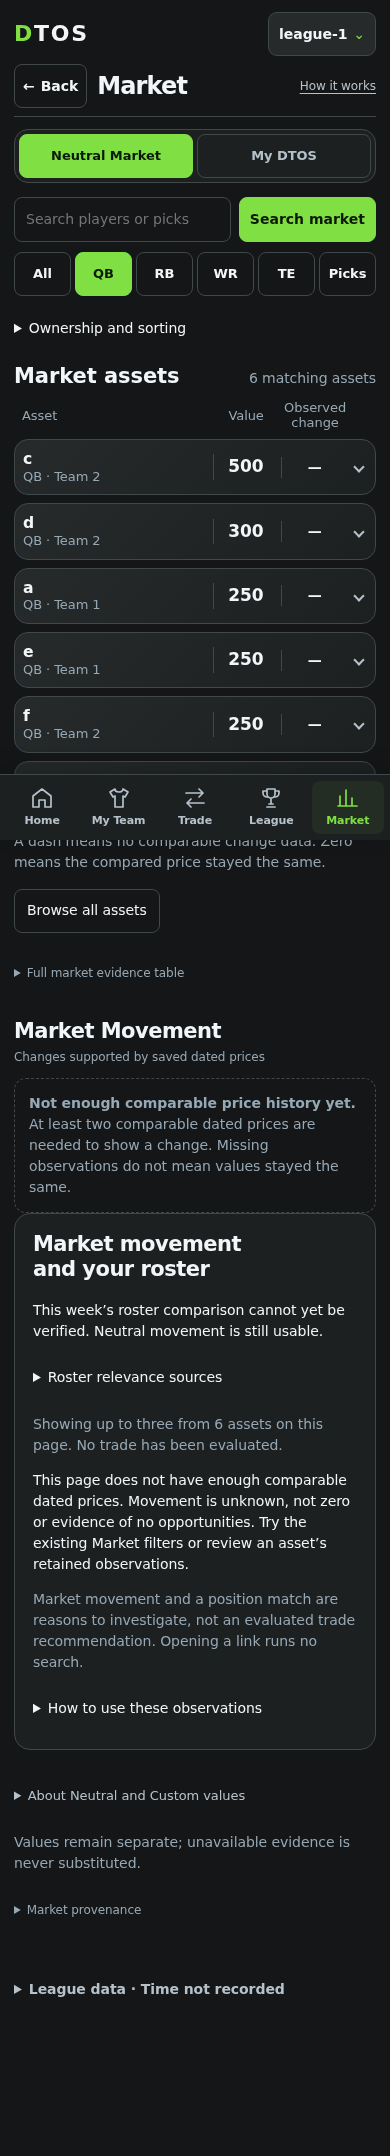 DTOS
league-1
← Back
Market
How it works
Neutral Market
My DTOS
Search players or picks
Search market
All
QB
RB
WR
TE
Picks
Ownership and sorting
Market assets
6 matching assets
Asset
Value
Observed
change
c
QB · Team 2
500
—
d
QB · Team 2
300
—
a
QB · Team 1
250
—
e
QB · Team 1
250
—
f
QB · Team 2
250
—
Home
My Team
Trade
League
Market
A dash means no comparable change data. Zero
means the compared price stayed the same.
Browse all assets
Full market evidence table
Market Movement
Changes supported by saved dated prices
Not enough comparable price history yet.
At least two comparable dated prices are
needed to show a change. Missing
observations do not mean values stayed the
same.
Market movement
and your roster
This week’s roster comparison cannot yet be
verified. Neutral movement is still usable.
Roster relevance sources
Showing up to three from 6 assets on this
page. No trade has been evaluated.
This page does not have enough comparable
dated prices. Movement is unknown, not zero
or evidence of no opportunities. Try the
existing Market filters or review an asset’s
retained observations.
Market movement and a position match are
reasons to investigate, not an evaluated trade
recommendation. Opening a link runs no
search.
How to use these observations
About Neutral and Custom values
Values remain separate; unavailable evidence is
never substituted.
Market provenance
League data · Time not recorded